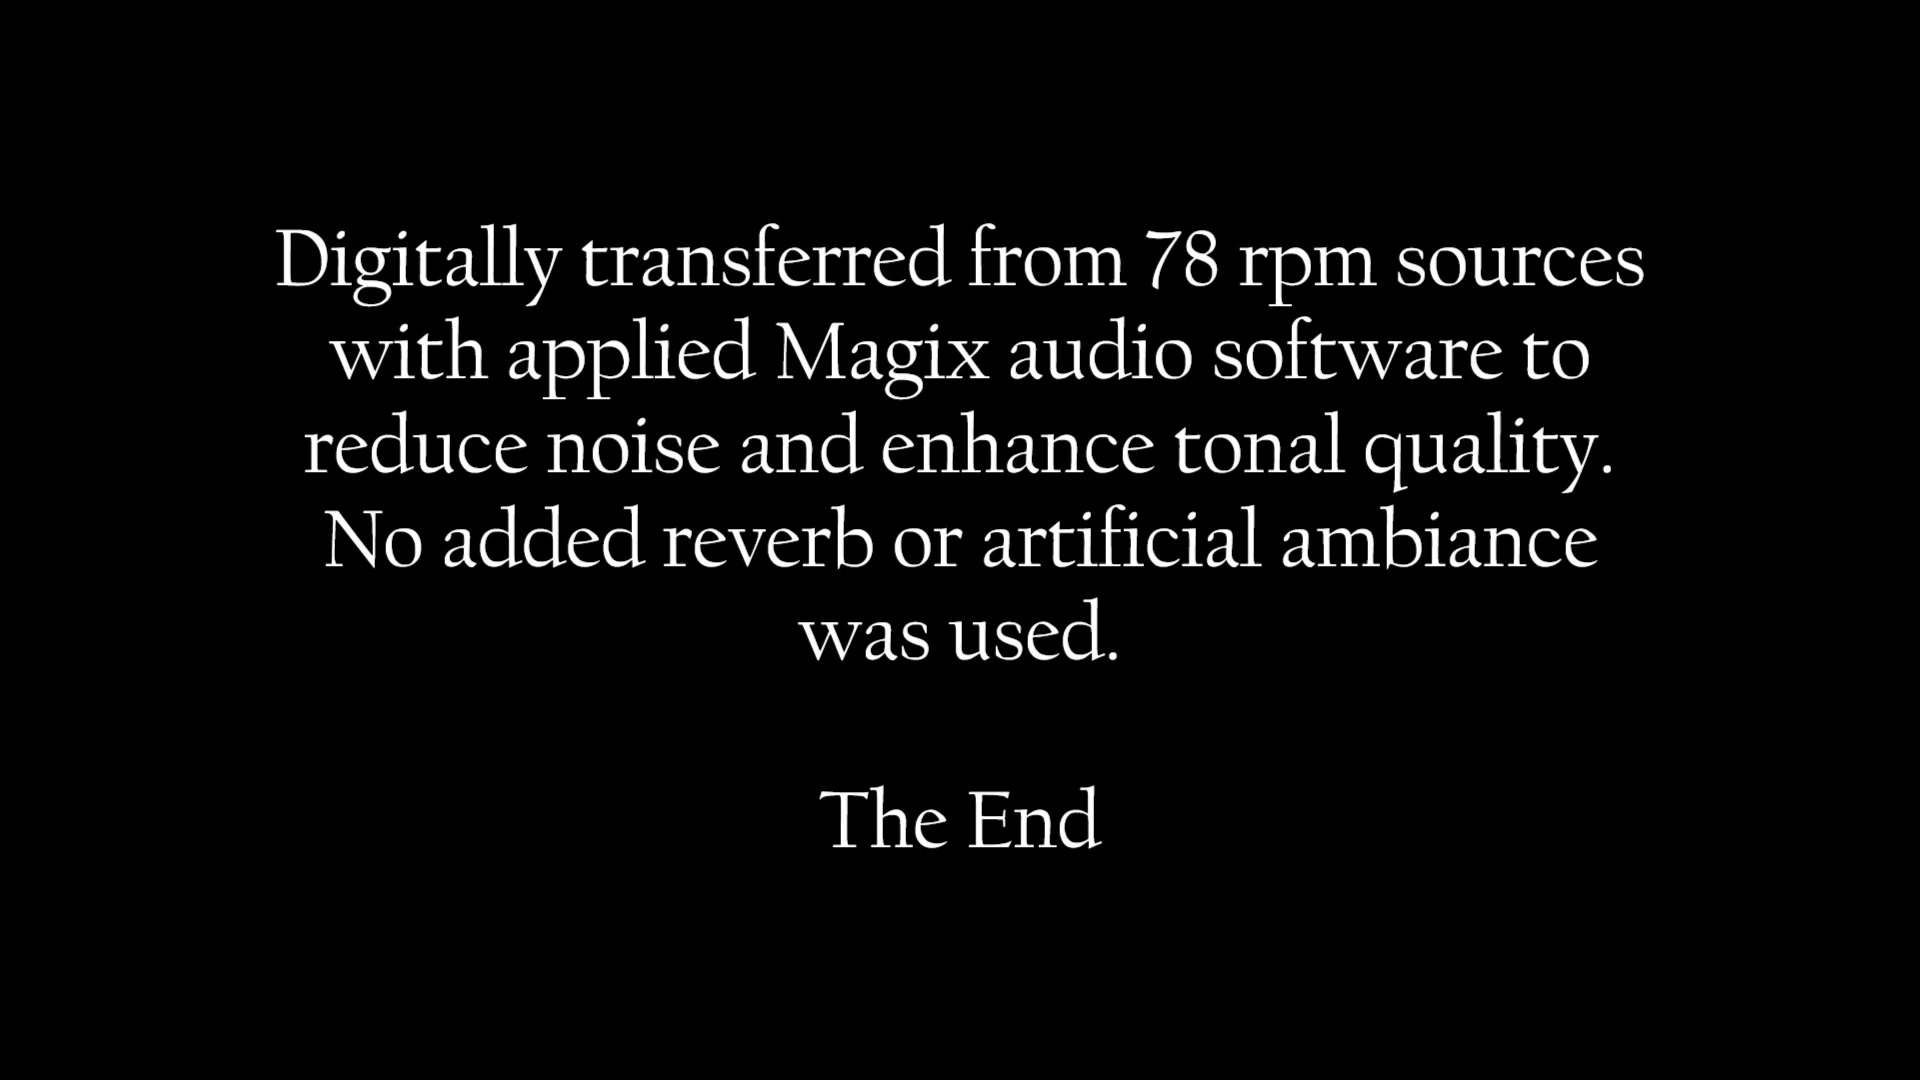 Digitally transferred from 78 rpm sources
with applied Magix audio software to
reduce noise and enhance tonal quality.
No added reverb or artificial ambiance
was used.
The End